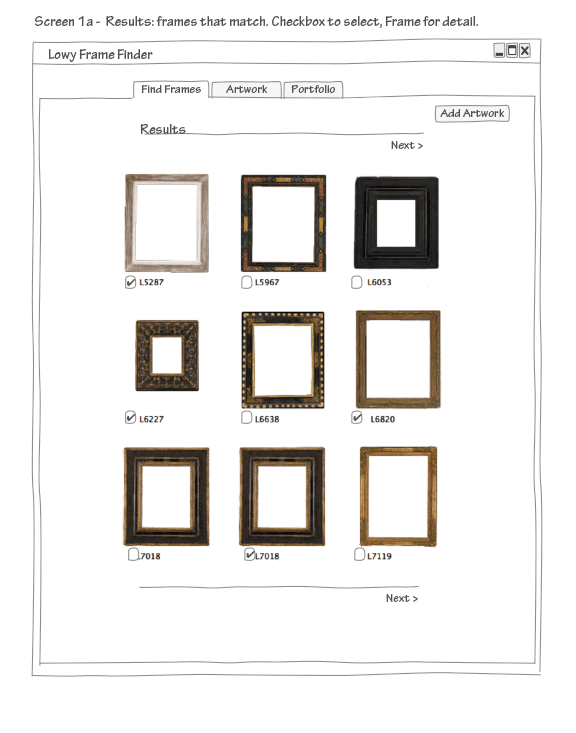 Screen 1a - Results: frames that match. Checkbox to select, Frame for detail.
Lowy Frame Finder
Find Frames Artwork Portfolio
Add Artwork
Results
Next >
L5287 L5967 L6053
L6227 L6638 L6820
L7018 L7018 L7119
Next >